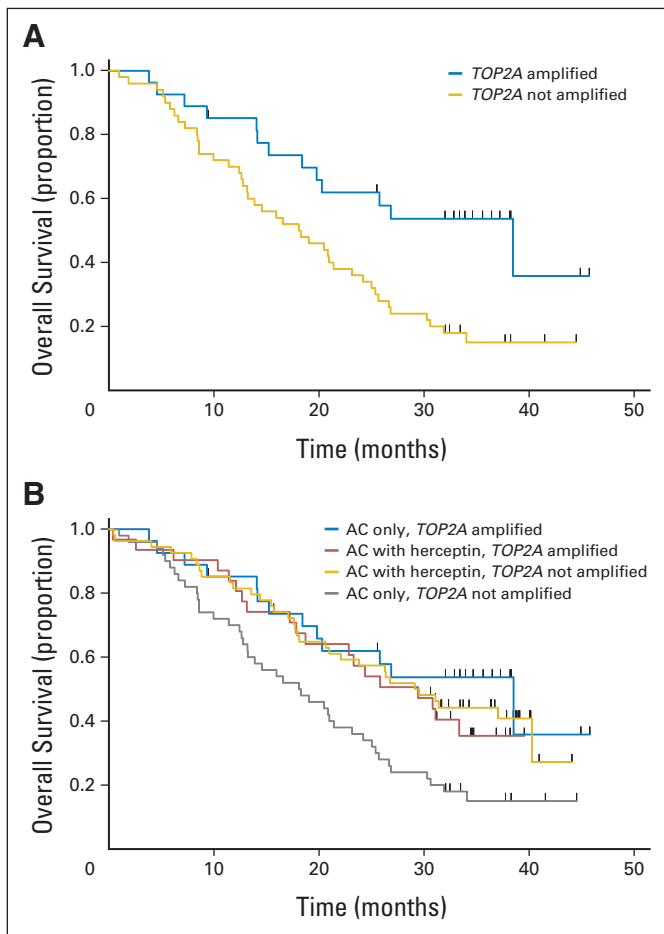 A
TOP2A amplified
TOP2A not amplified
Overall Survival (proportion)
1.0
0.8
0.6
0.4
0.2
0 10 20 30 40 50
Time (months)
B
AC only, TOP2A amplified
AC with herceptin, TOP2A amplified
AC with herceptin, TOP2A not amplified
AC only, TOP2A not amplified
Overall Survival (proportion)
1.0
0.8
0.6
0.4
0.2
0 10 20 30 40 50
Time (months)